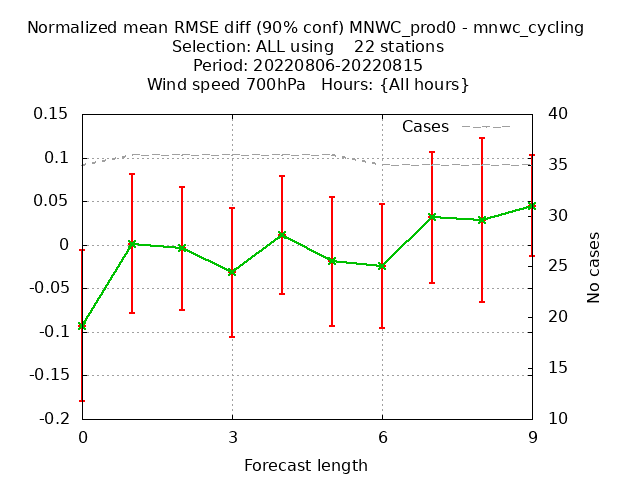 Normalized mean RMSE diff (90% conf) MNWC_prod0 - mnwc_cycling
Selection: ALL using    22 stations
Period: 20220806-20220815
Wind speed 700hPa   Hours: {All hours}
0.15
0.1
0.05
0
-0.05
-0.1
-0.15
-0.2
Cases
40
35
30
25
20
15
10
No cases
0 3 6 9
Forecast length